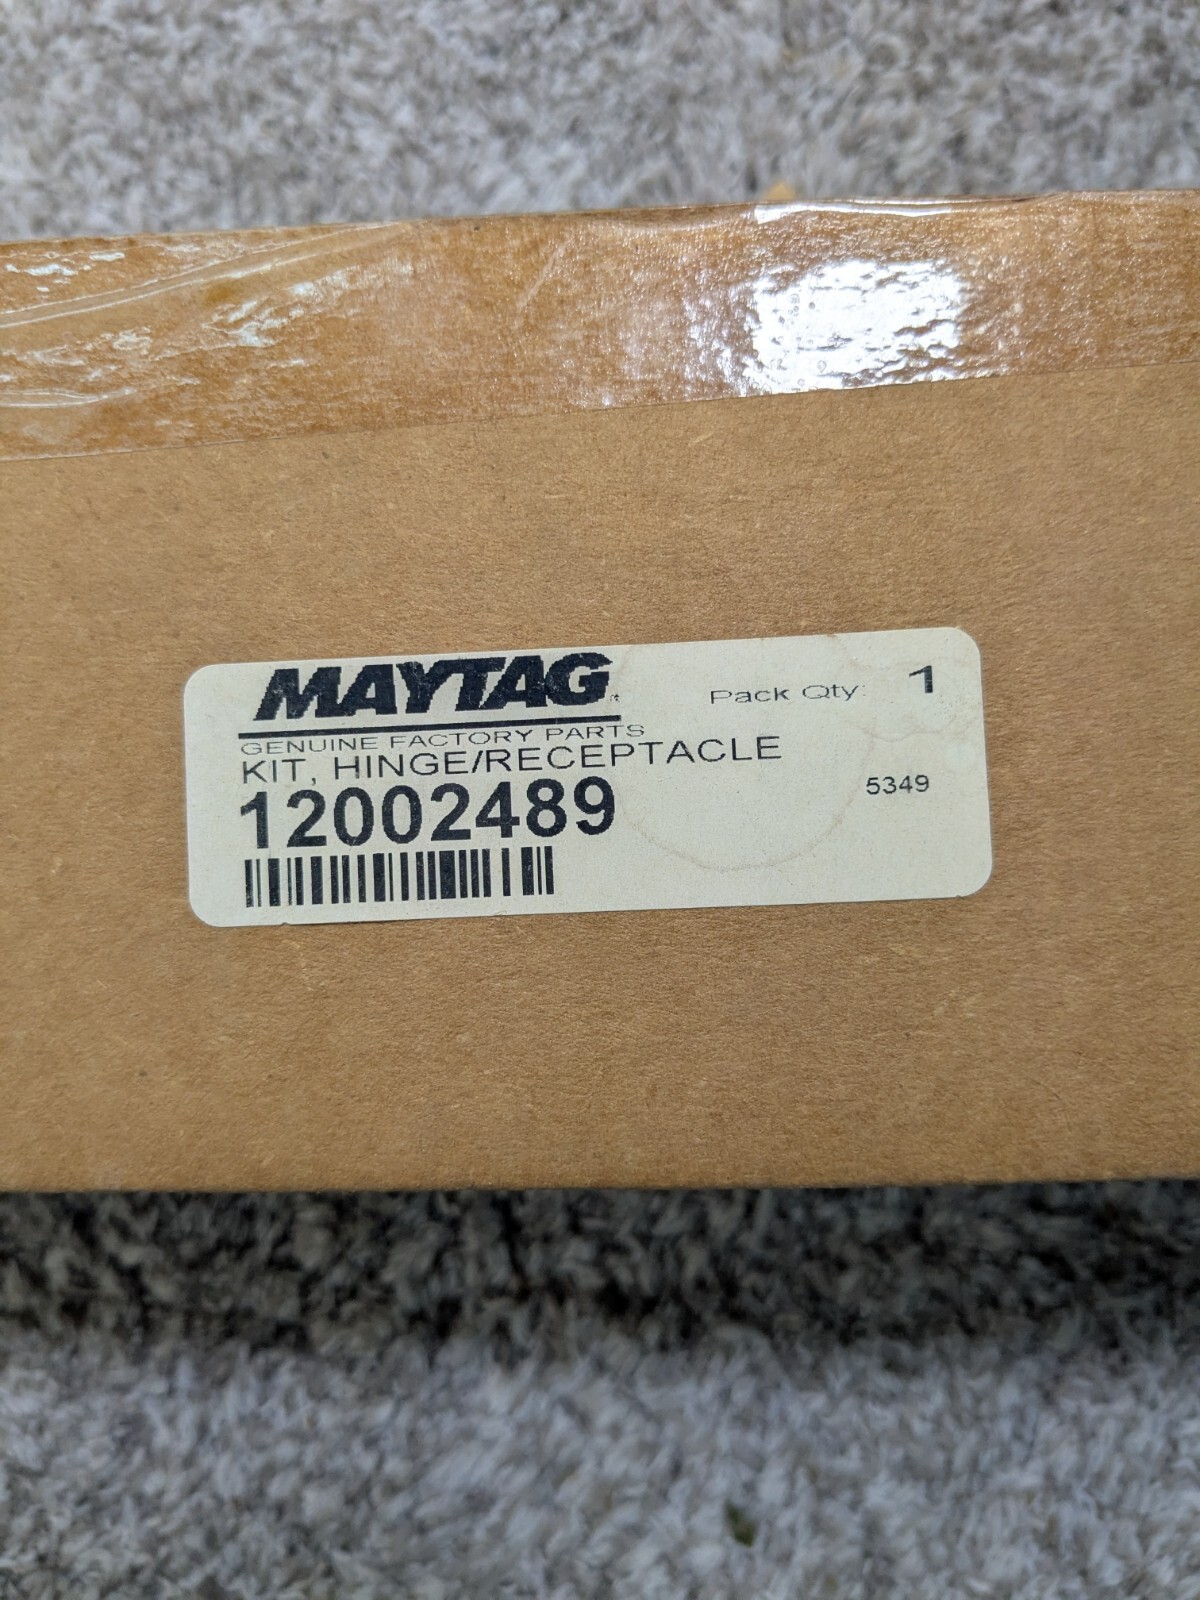 MAYTAG
Pack Qty: 1
GENUINE FACTORY PARTS
KIT, HINGE/RECEPTACLE
12002489
5349